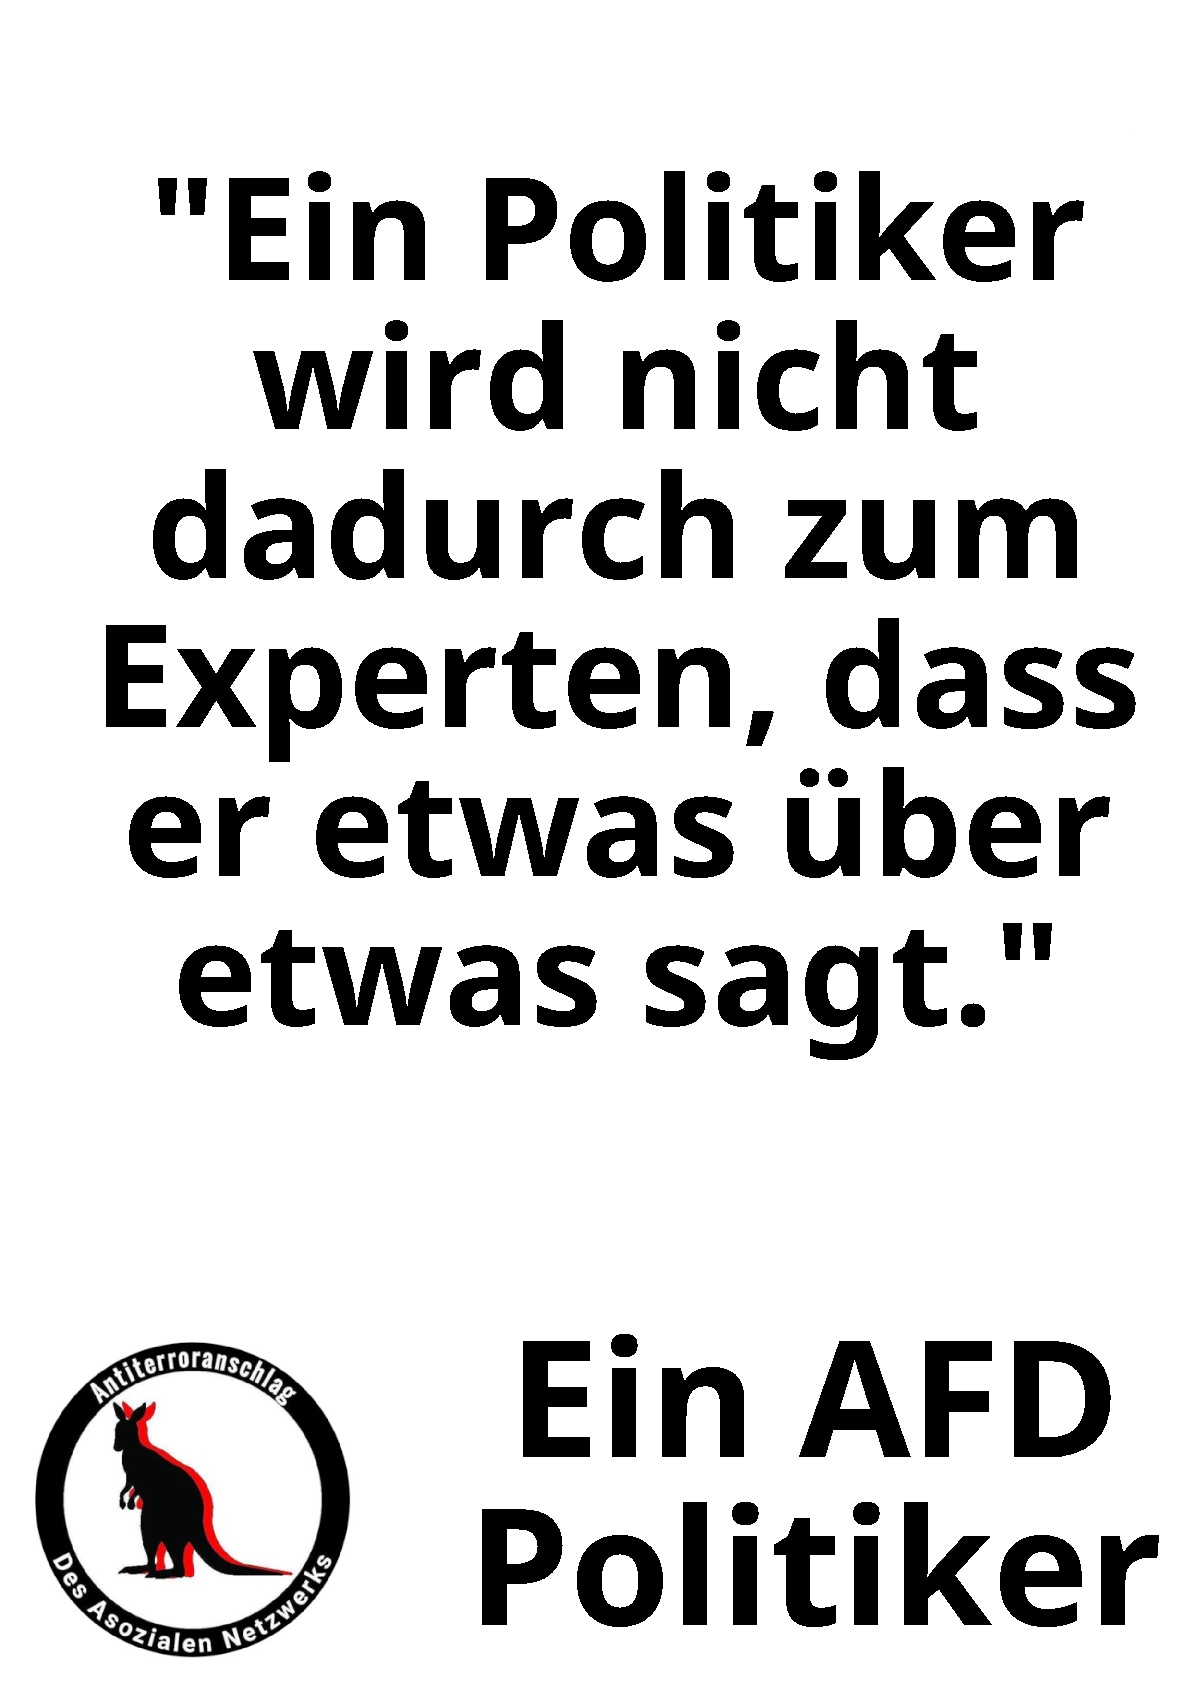 "Ein Politiker
wird nicht
dadurch zum
Experten, dass
er etwas über
etwas sagt."
Ein AFD
Politiker
Antiterroranschlag
Des Asozialen Netzwerks